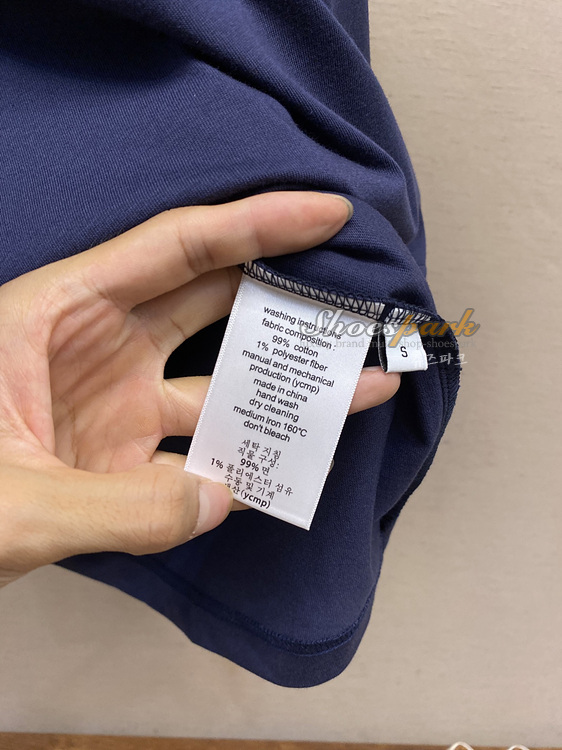 washing instructions
fabric composition :
99% cotton
1% polyester fiber
manual and mechanical
production (ycmp)
made in china
hand wash
dry cleaning
medium iron 160°C
don't bleach
세탁 지침
직물 구성:
99% 면
1% 폴리에스터 섬유
수동 및 기계
생산(ycmp)
S
Shoespark